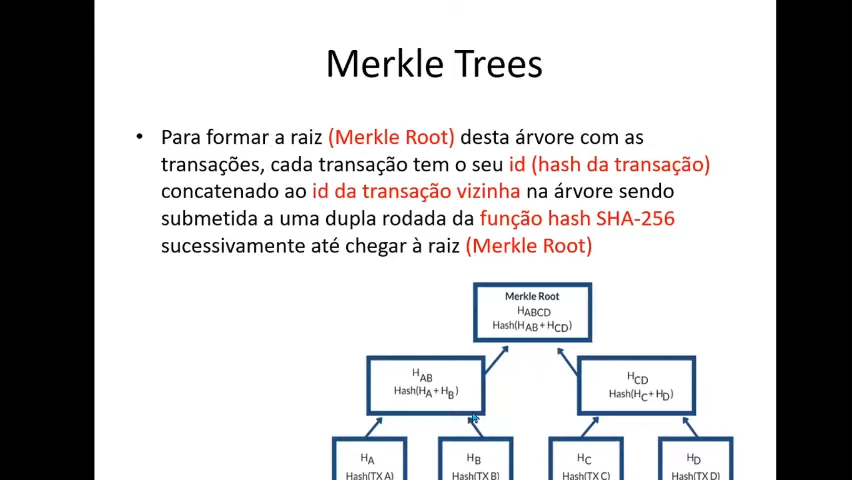 Merkle Trees
• Para formar a raiz (Merkle Root) desta árvore com as
transações, cada transação tem o seu id (hash da transação)
concatenado ao id da transação vizinha na árvore sendo
submetida a uma dupla rodada da função hash SHA-256
sucessivamente até chegar à raiz (Merkle Root)
Merkle Root
HABCD
Hash(HAB + HCD)
HAB
Hash(HA + HB)
HCD
Hash(HC + HD)
HA
Hash(TX A)
HB
Hash(TX B)
HC
Hash(TX C)
HD
Hash(TX D)